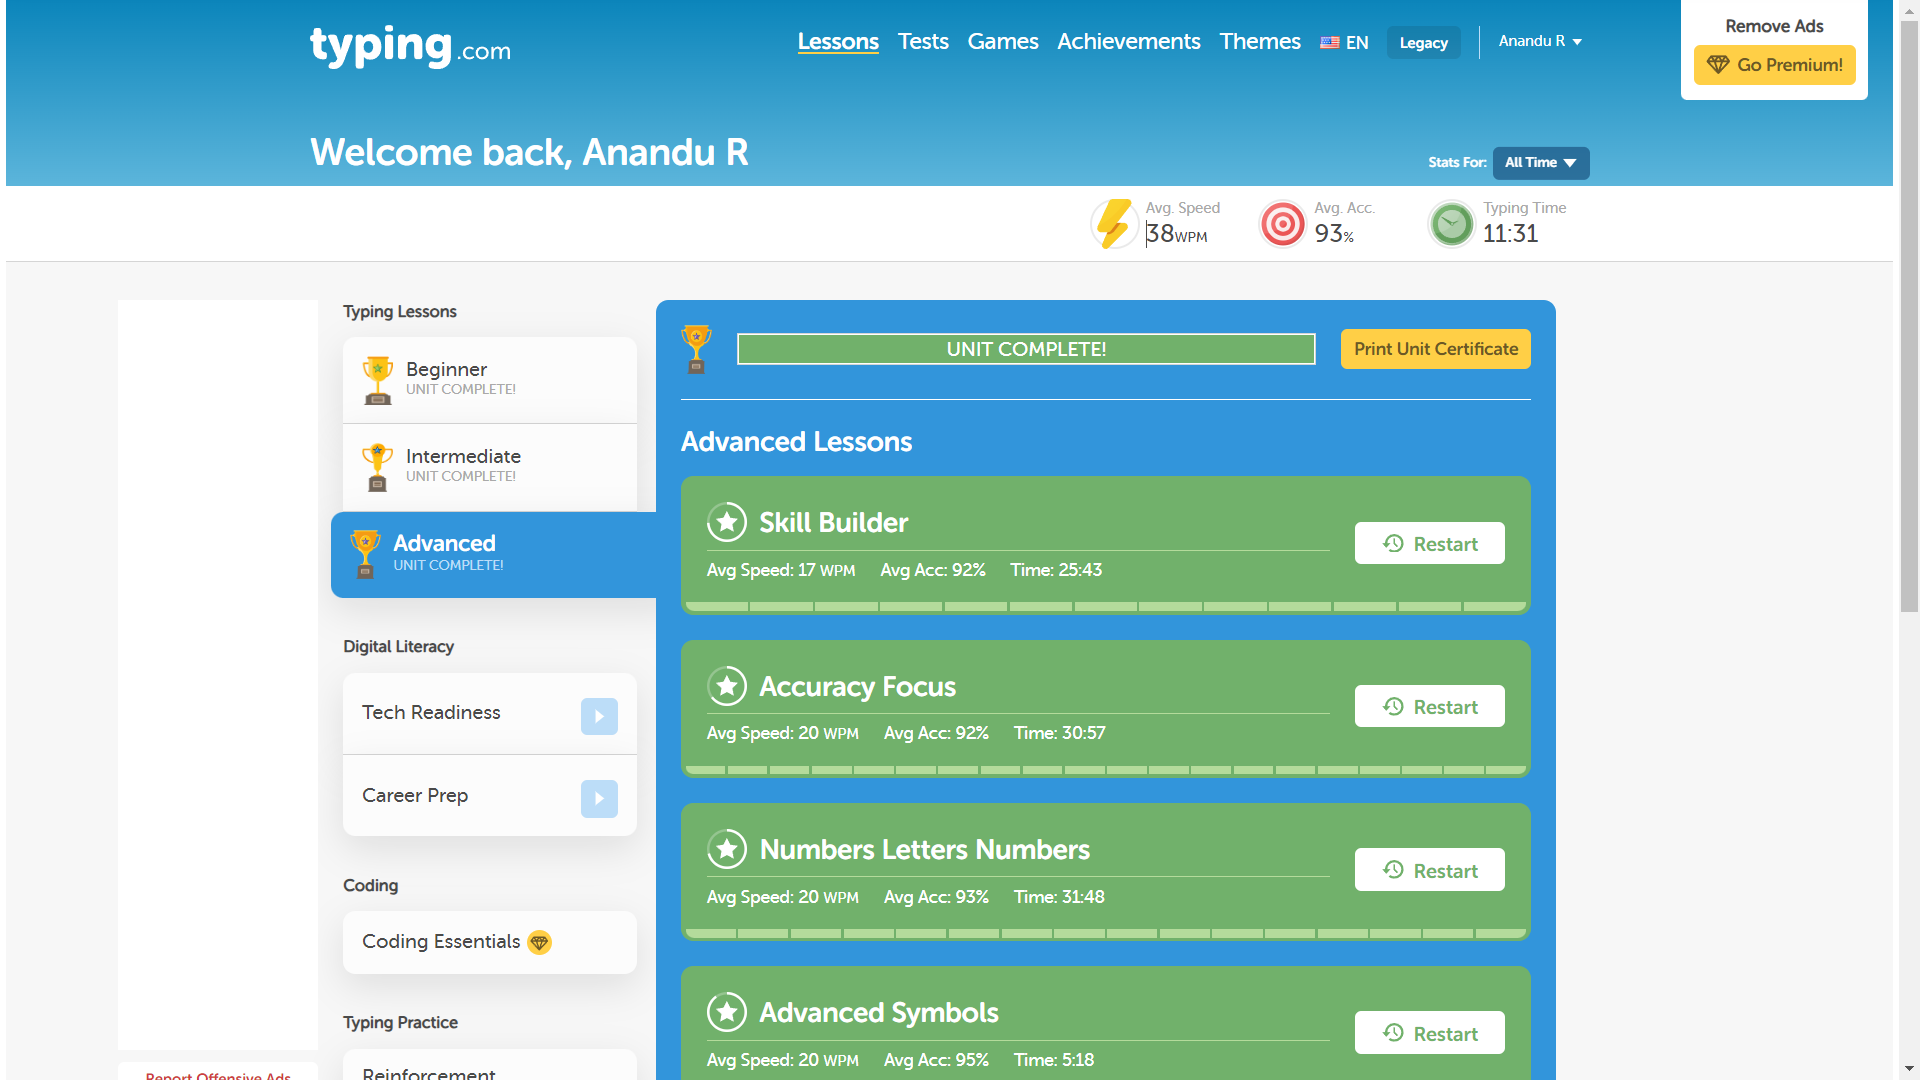 typing.com
Lessons Tests Games Achievements Themes EN Legacy Anandu R
Remove Ads
Go Premium!
Welcome back, Anandu R
Stats For: All Time
Avg. Speed
38WPM
Avg. Acc.
93%
Typing Time
11:31
Typing Lessons
Beginner
UNIT COMPLETE!
Intermediate
UNIT COMPLETE!
Advanced
UNIT COMPLETE!
Digital Literacy
Tech Readiness
Career Prep
Coding
Coding Essentials
Typing Practice
Reinforcement
Report Offensive Ads
UNIT COMPLETE!
Print Unit Certificate
Advanced Lessons
Skill Builder
Avg Speed: 17 WPM Avg Acc: 92% Time: 25:43
Restart
Accuracy Focus
Avg Speed: 20 WPM Avg Acc: 92% Time: 30:57
Restart
Numbers Letters Numbers
Avg Speed: 20 WPM Avg Acc: 93% Time: 31:48
Restart
Advanced Symbols
Avg Speed: 20 WPM Avg Acc: 95% Time: 5:18
Restart